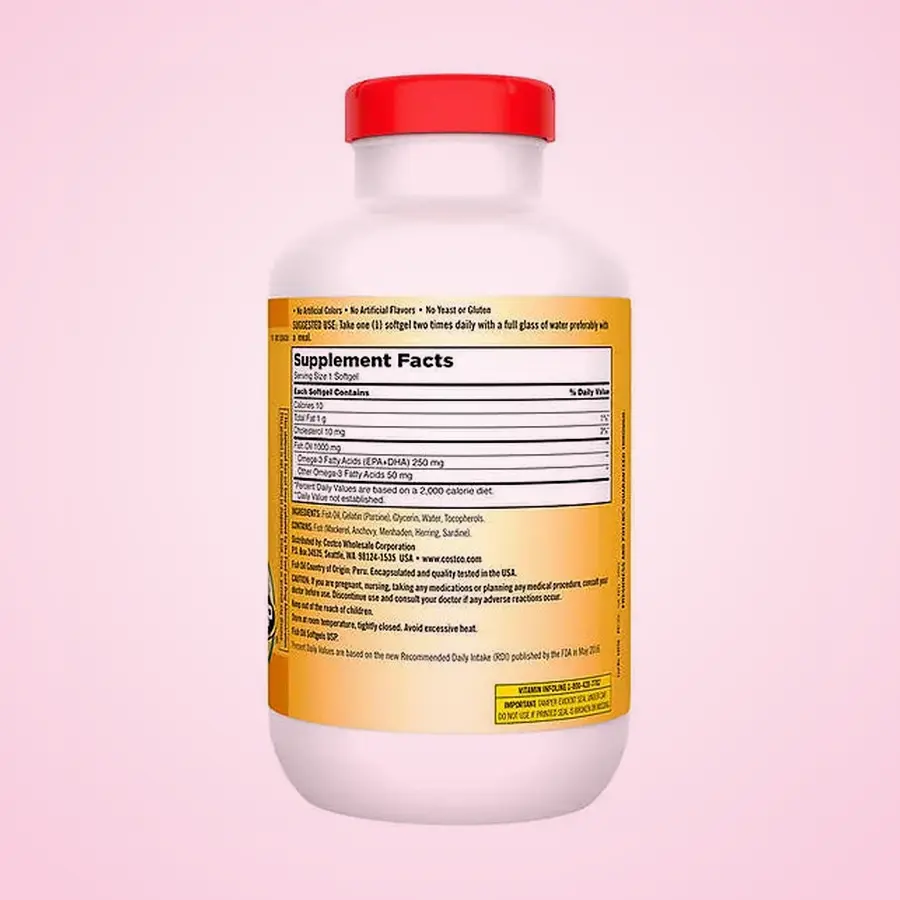 • No Artificial Colors • No Artificial Flavors • No Yeast or Gluten
SUGGESTED USE: Take one (1) softgel two times daily with a full glass of water preferably with
a meal.
Supplement Facts
Serving Size 1 Softgel
Each Softgel Contains % Daily Value
Calories 10
Total Fat 1 g 1%*
Cholesterol 10 mg 3%*
Fish Oil 1000 mg
Omega-3 Fatty Acids (EPA+DHA) 250 mg
Other Omega-3 Fatty Acids 50 mg
*Percent Daily Values are based on a 2,000 calorie diet.
**Daily Value not established.
INGREDIENTS: Fish Oil, Gelatin (Porcine), Glycerin, Water, Tocopherols.
CONTAINS: Fish (Mackerel, Anchovy, Menhaden, Herring, Sardine).
Distributed by: Costco Wholesale Corporation
P.O. Box 34535, Seattle, WA 98124-1535 USA • www.costco.com
Fish Oil Country of Origin: Peru. Encapsulated and quality tested in the USA.
CAUTION: If you are pregnant, nursing, taking any medications or planning any medical procedure, consult your
doctor before use. Discontinue use and consult your doctor if any adverse reactions occur.
Keep out of the reach of children.
Store at room temperature, tightly closed. Avoid excessive heat.
Fish Oil Softgels USP.
Percent Daily Values are based on the new Recommended Daily Intake (RDI) published by the FDA in May 2016.
VITAMIN INFOLINE
IMPORTANT: TAMPER EVIDENT SEAL UNDER CAP.
DO NOT USE IF PRINTED SEAL IS BROKEN OR MISSING.
FRESHNESS AND POTENCY GUARANTEED THROUGH: